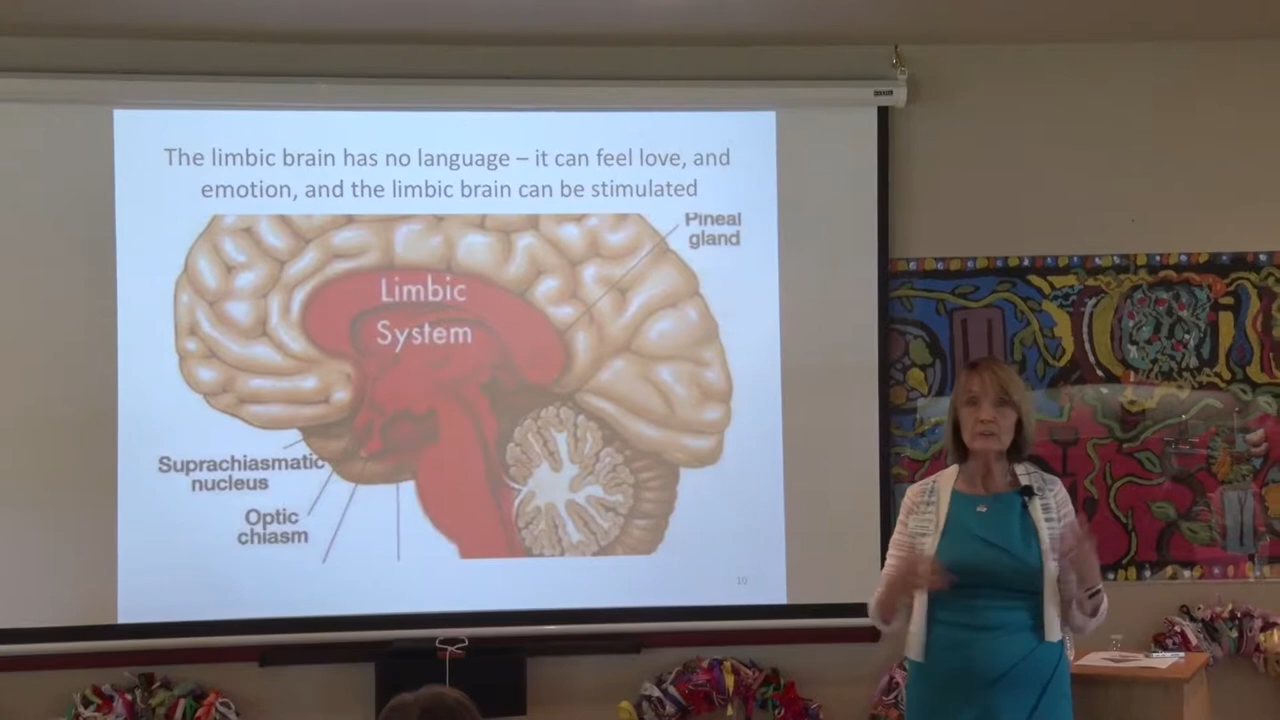 The limbic brain has no language – it can feel love, and
emotion, and the limbic brain can be stimulated
Pineal
gland
Limbic
System
Suprachiasmatic
nucleus
Optic
chiasm
10